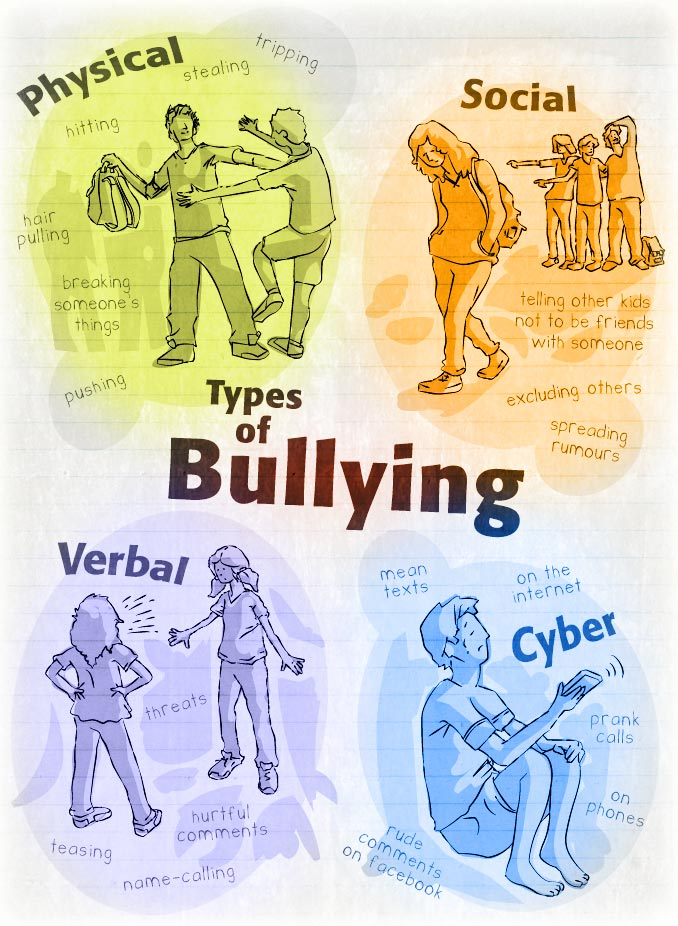 Physical
tripping
stealing
hitting
hair
pulling
breaking
someone's
things
pushing
Social
telling other kids
not to be friends
with someone
excluding others
spreading
rumours
Types
of
Bullying
Verbal
threats
hurtful
comments
teasing
name-calling
mean
texts
on the
internet
Cyber
prank
calls
on
phones
rude
comments
on facebook